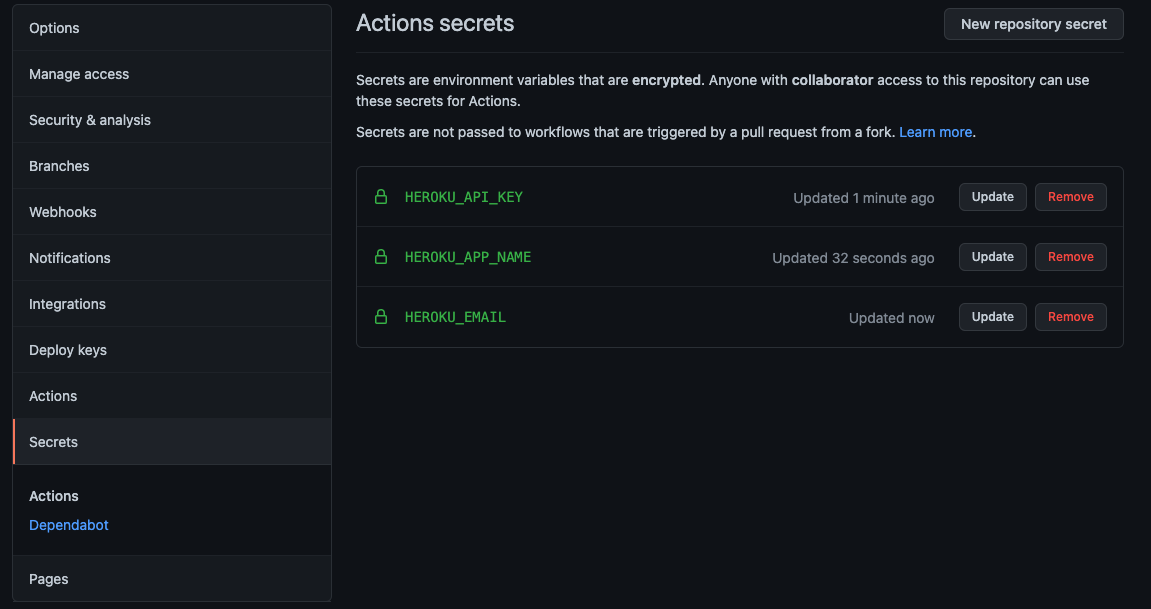 Options
Manage access
Security & analysis
Branches
Webhooks
Notifications
Integrations
Deploy keys
Actions
Secrets
Actions
Dependabot
Pages
Actions secrets
New repository secret
Secrets are environment variables that are encrypted. Anyone with collaborator access to this repository can use
these secrets for Actions.
Secrets are not passed to workflows that are triggered by a pull request from a fork. Learn more.
HEROKU_API_KEY Updated 1 minute ago Update Remove
HEROKU_APP_NAME Updated 32 seconds ago Update Remove
HEROKU_EMAIL Updated now Update Remove